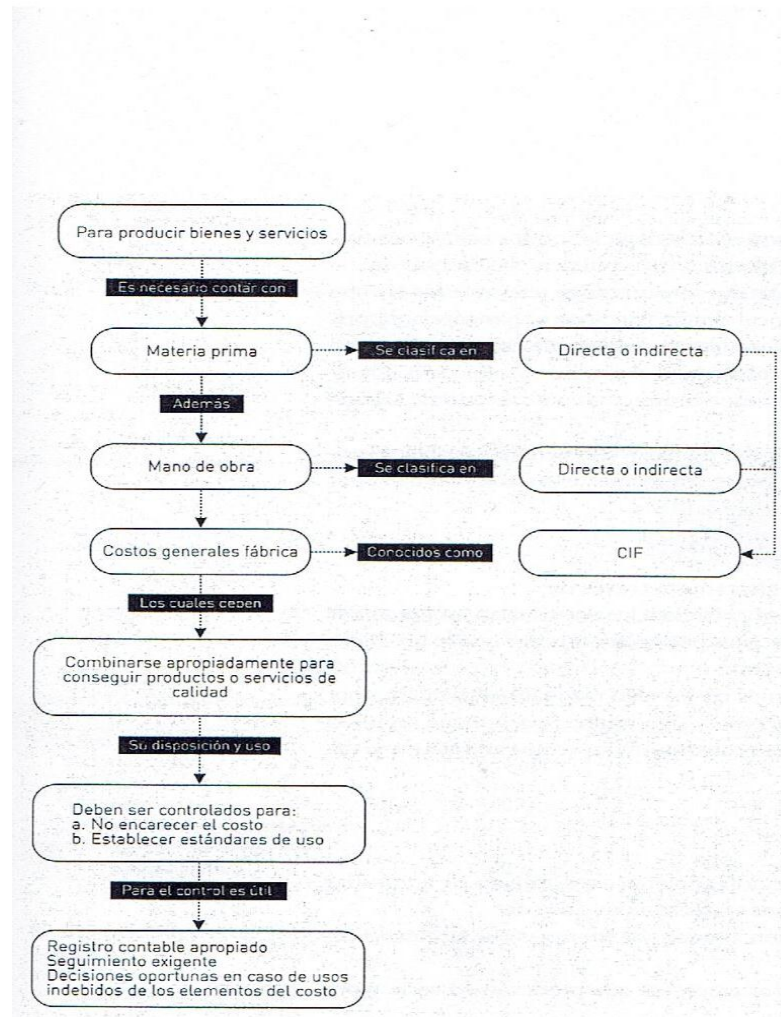 Para producir bienes y servicios
Es necesario contar con
Materia prima
Se clasifica en
Directa o indirecta
Además
Mano de obra
Se clasifica en
Directa o indirecta
Costos generales fábrica
Conocidos como
CIF
Los cuales deben
Combinarse apropiadamente para
conseguir productos o servicios de
calidad
Su disposición y uso
Deben ser controlados para:
a. No encarecer el costo
b. Establecer estándares de uso
Para el control es útil
Registro contable apropiado
Seguimiento exigente
Decisiones oportunas en caso de usos
indebidos de los elementos del costo